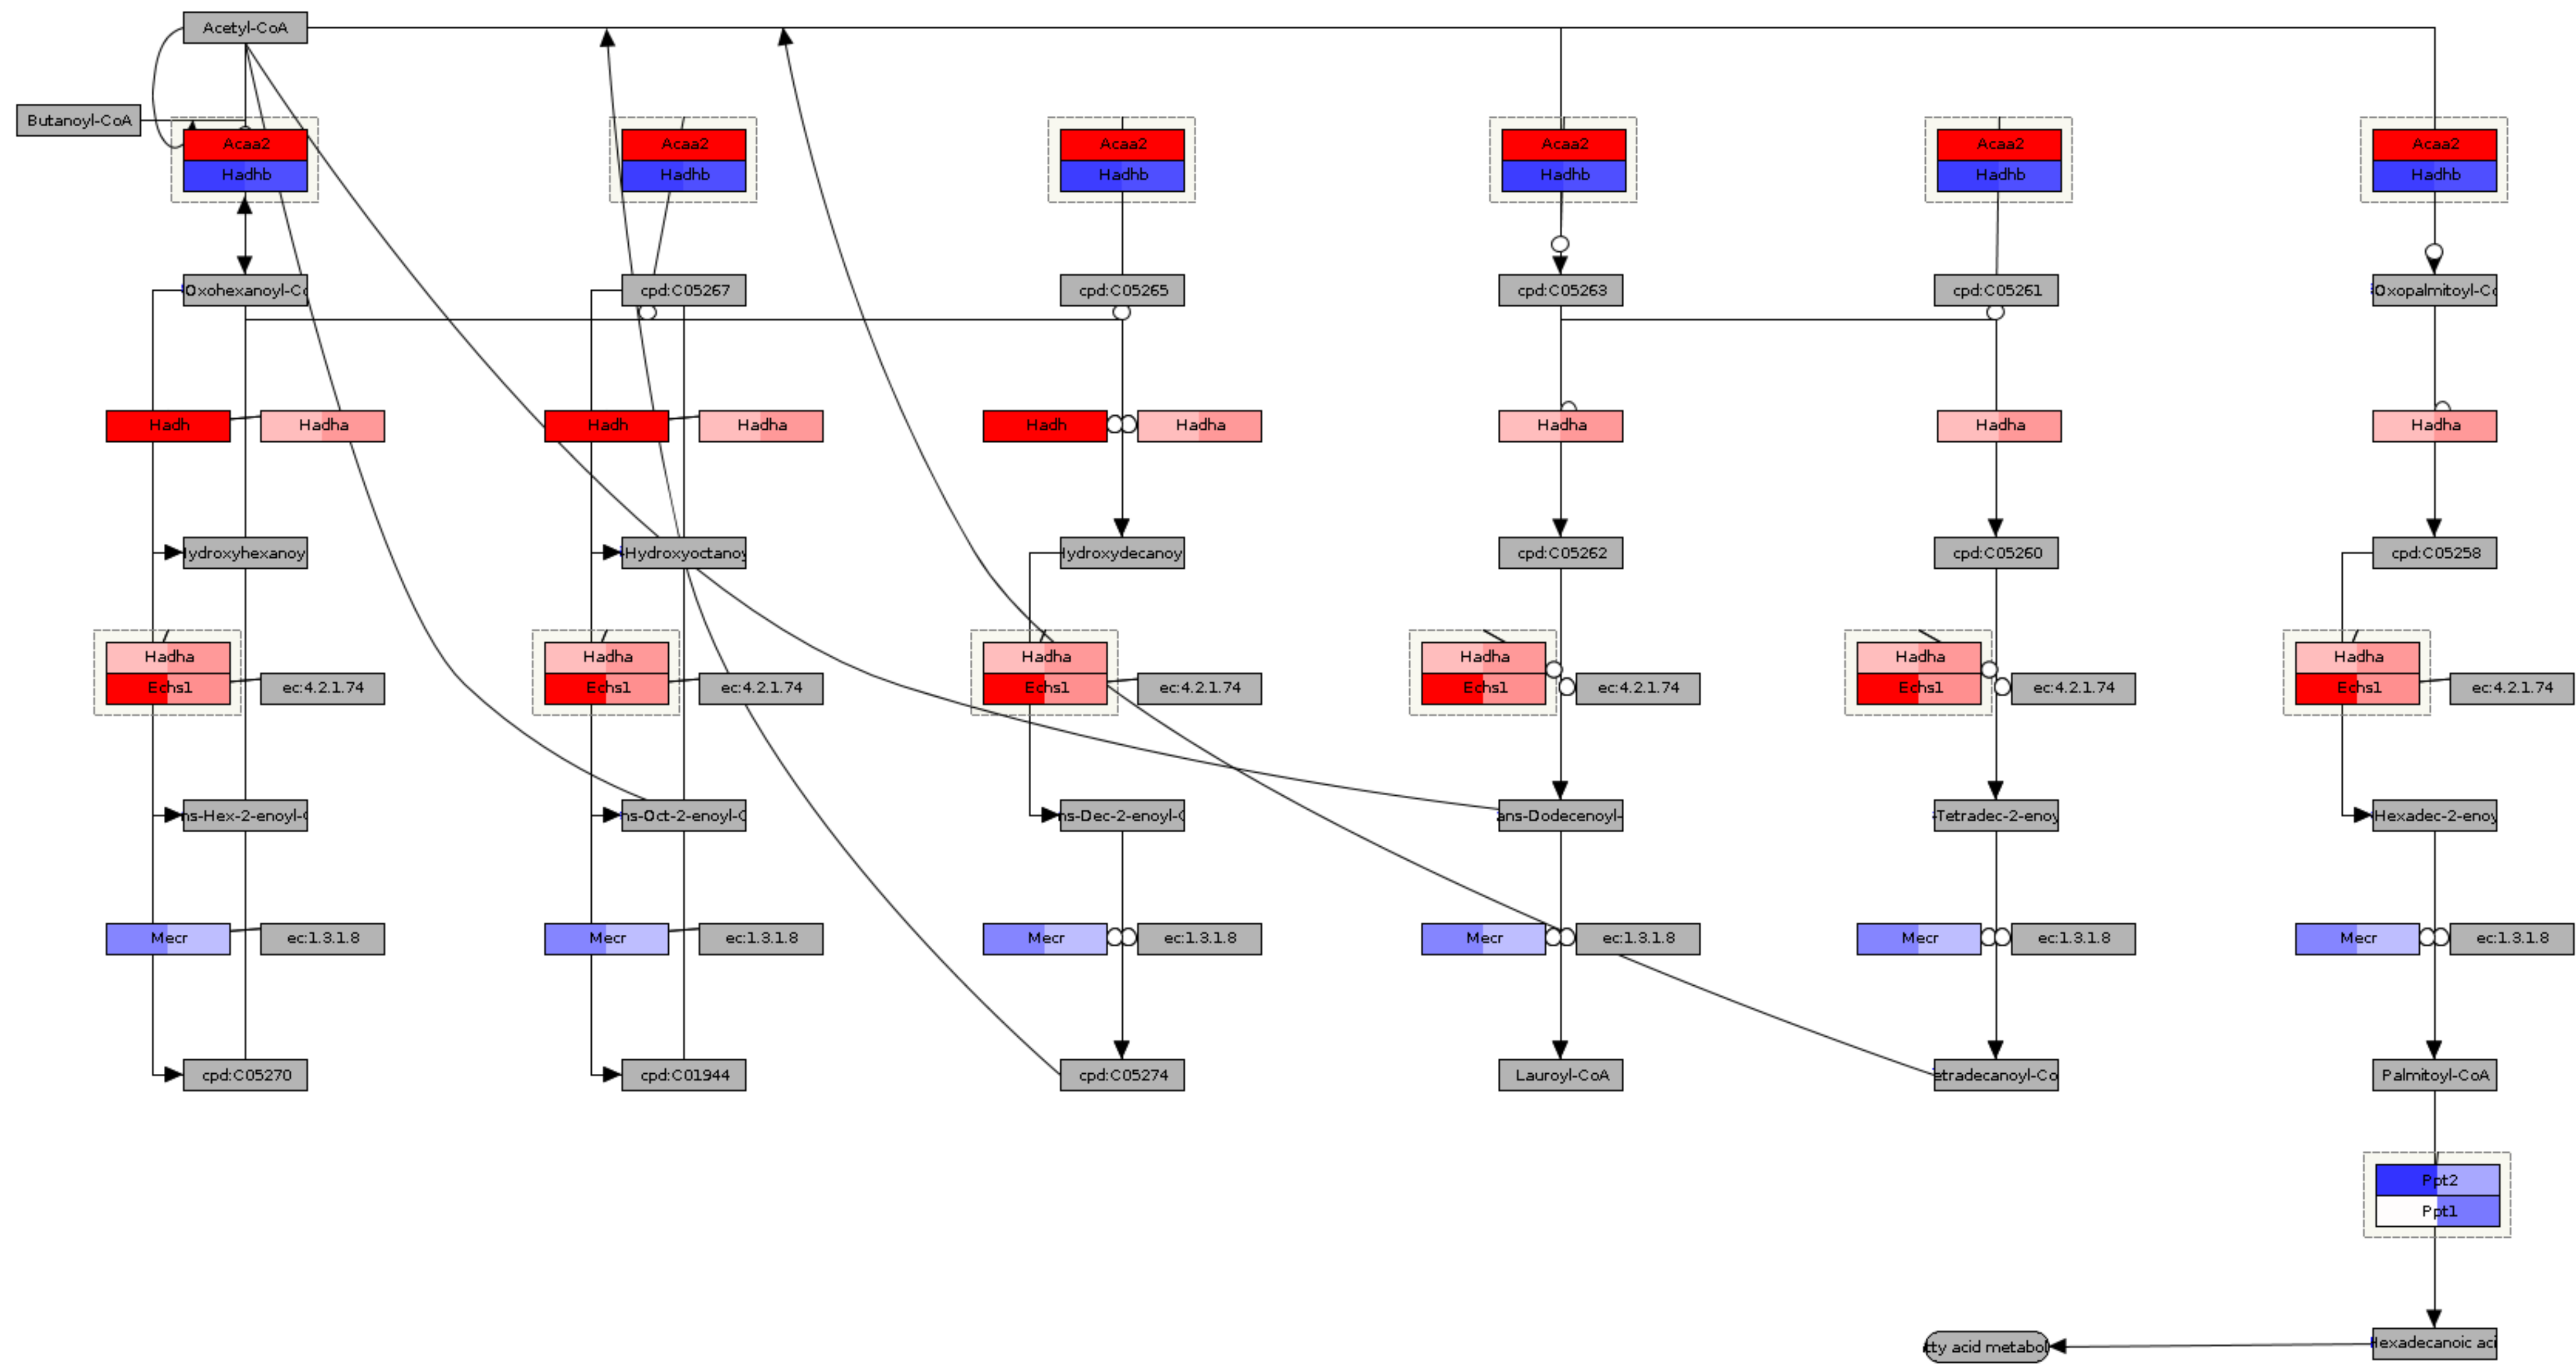 Acetyl-CoA
Butanoyl-CoA
Acaa2 Acaa2 Acaa2 Acaa2 Acaa2 Acaa2
Hadhb Hadhb Hadhb Hadhb Hadhb Hadhb
Oxohexanoyl-Co cpd:C05267 cpd:C05265 cpd:C05263 cpd:C05261 Oxopalmitoyl-Co
Hadh Hadha Hadh Hadha Hadh Hadha Hadha Hadha Hadha
ydroxyhexanoy -Hydroxyoctanoy ydroxydecanoy cpd:C05262 cpd:C05260 cpd:C05258
Hadha Hadha Hadha Hadha Hadha Hadha
Echs1 ec:4.2.1.74 Echs1 ec:4.2.1.74 Echs1 ec:4.2.1.74 Echs1 ec:4.2.1.74 Echs1 ec:4.2.1.74 Echs1 ec:4.2.1.74
ns-Hex-2-enoyl-C ns-Oct-2-enoyl-C ns-Dec-2-enoyl-C ans-Dodecenoyl- -Tetradec-2-enoy Hexadec-2-enoy
Mecr ec:1.3.1.8 Mecr ec:1.3.1.8 Mecr ec:1.3.1.8 Mecr ec:1.3.1.8 Mecr ec:1.3.1.8 Mecr ec:1.3.1.8
cpd:C05270 cpd:C01944 cpd:C05274 Lauroyl-CoA etradecanoyl-Co Palmitoyl-CoA
Ppt2
Ppt1
tty acid metabol Hexadecanoic aci